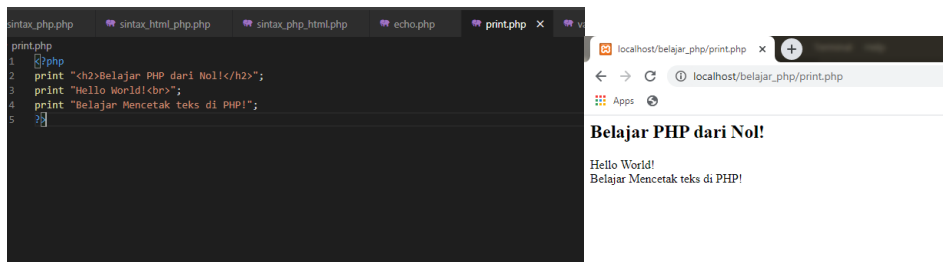 sintax_php.php sintax_html_php.php sintax_php_html.php echo.php print.php
print.php
1 <?php
2 print "<h2>Belajar PHP dari Nol!</h2>";
3 print "Hello World!<br>";
4 print "Belajar Mencetak teks di PHP!";
5 ?>
localhost/belajar_php/print.php
localhost/belajar_php/print.php
Apps
Belajar PHP dari Nol!
Hello World!
Belajar Mencetak teks di PHP!